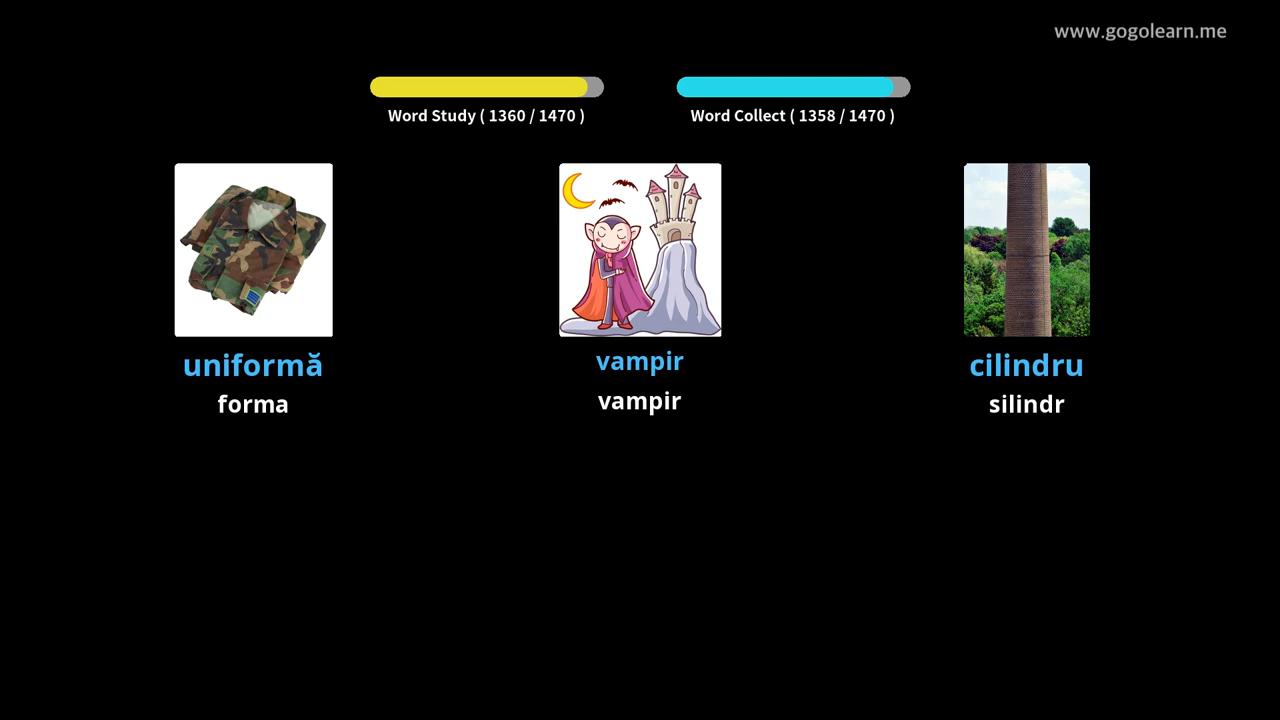 www.gogolearn.me
Word Study ( 1360 / 1470 )
Word Collect ( 1358 / 1470 )
uniformă
forma
vampir
vampir
cilindru
silindr